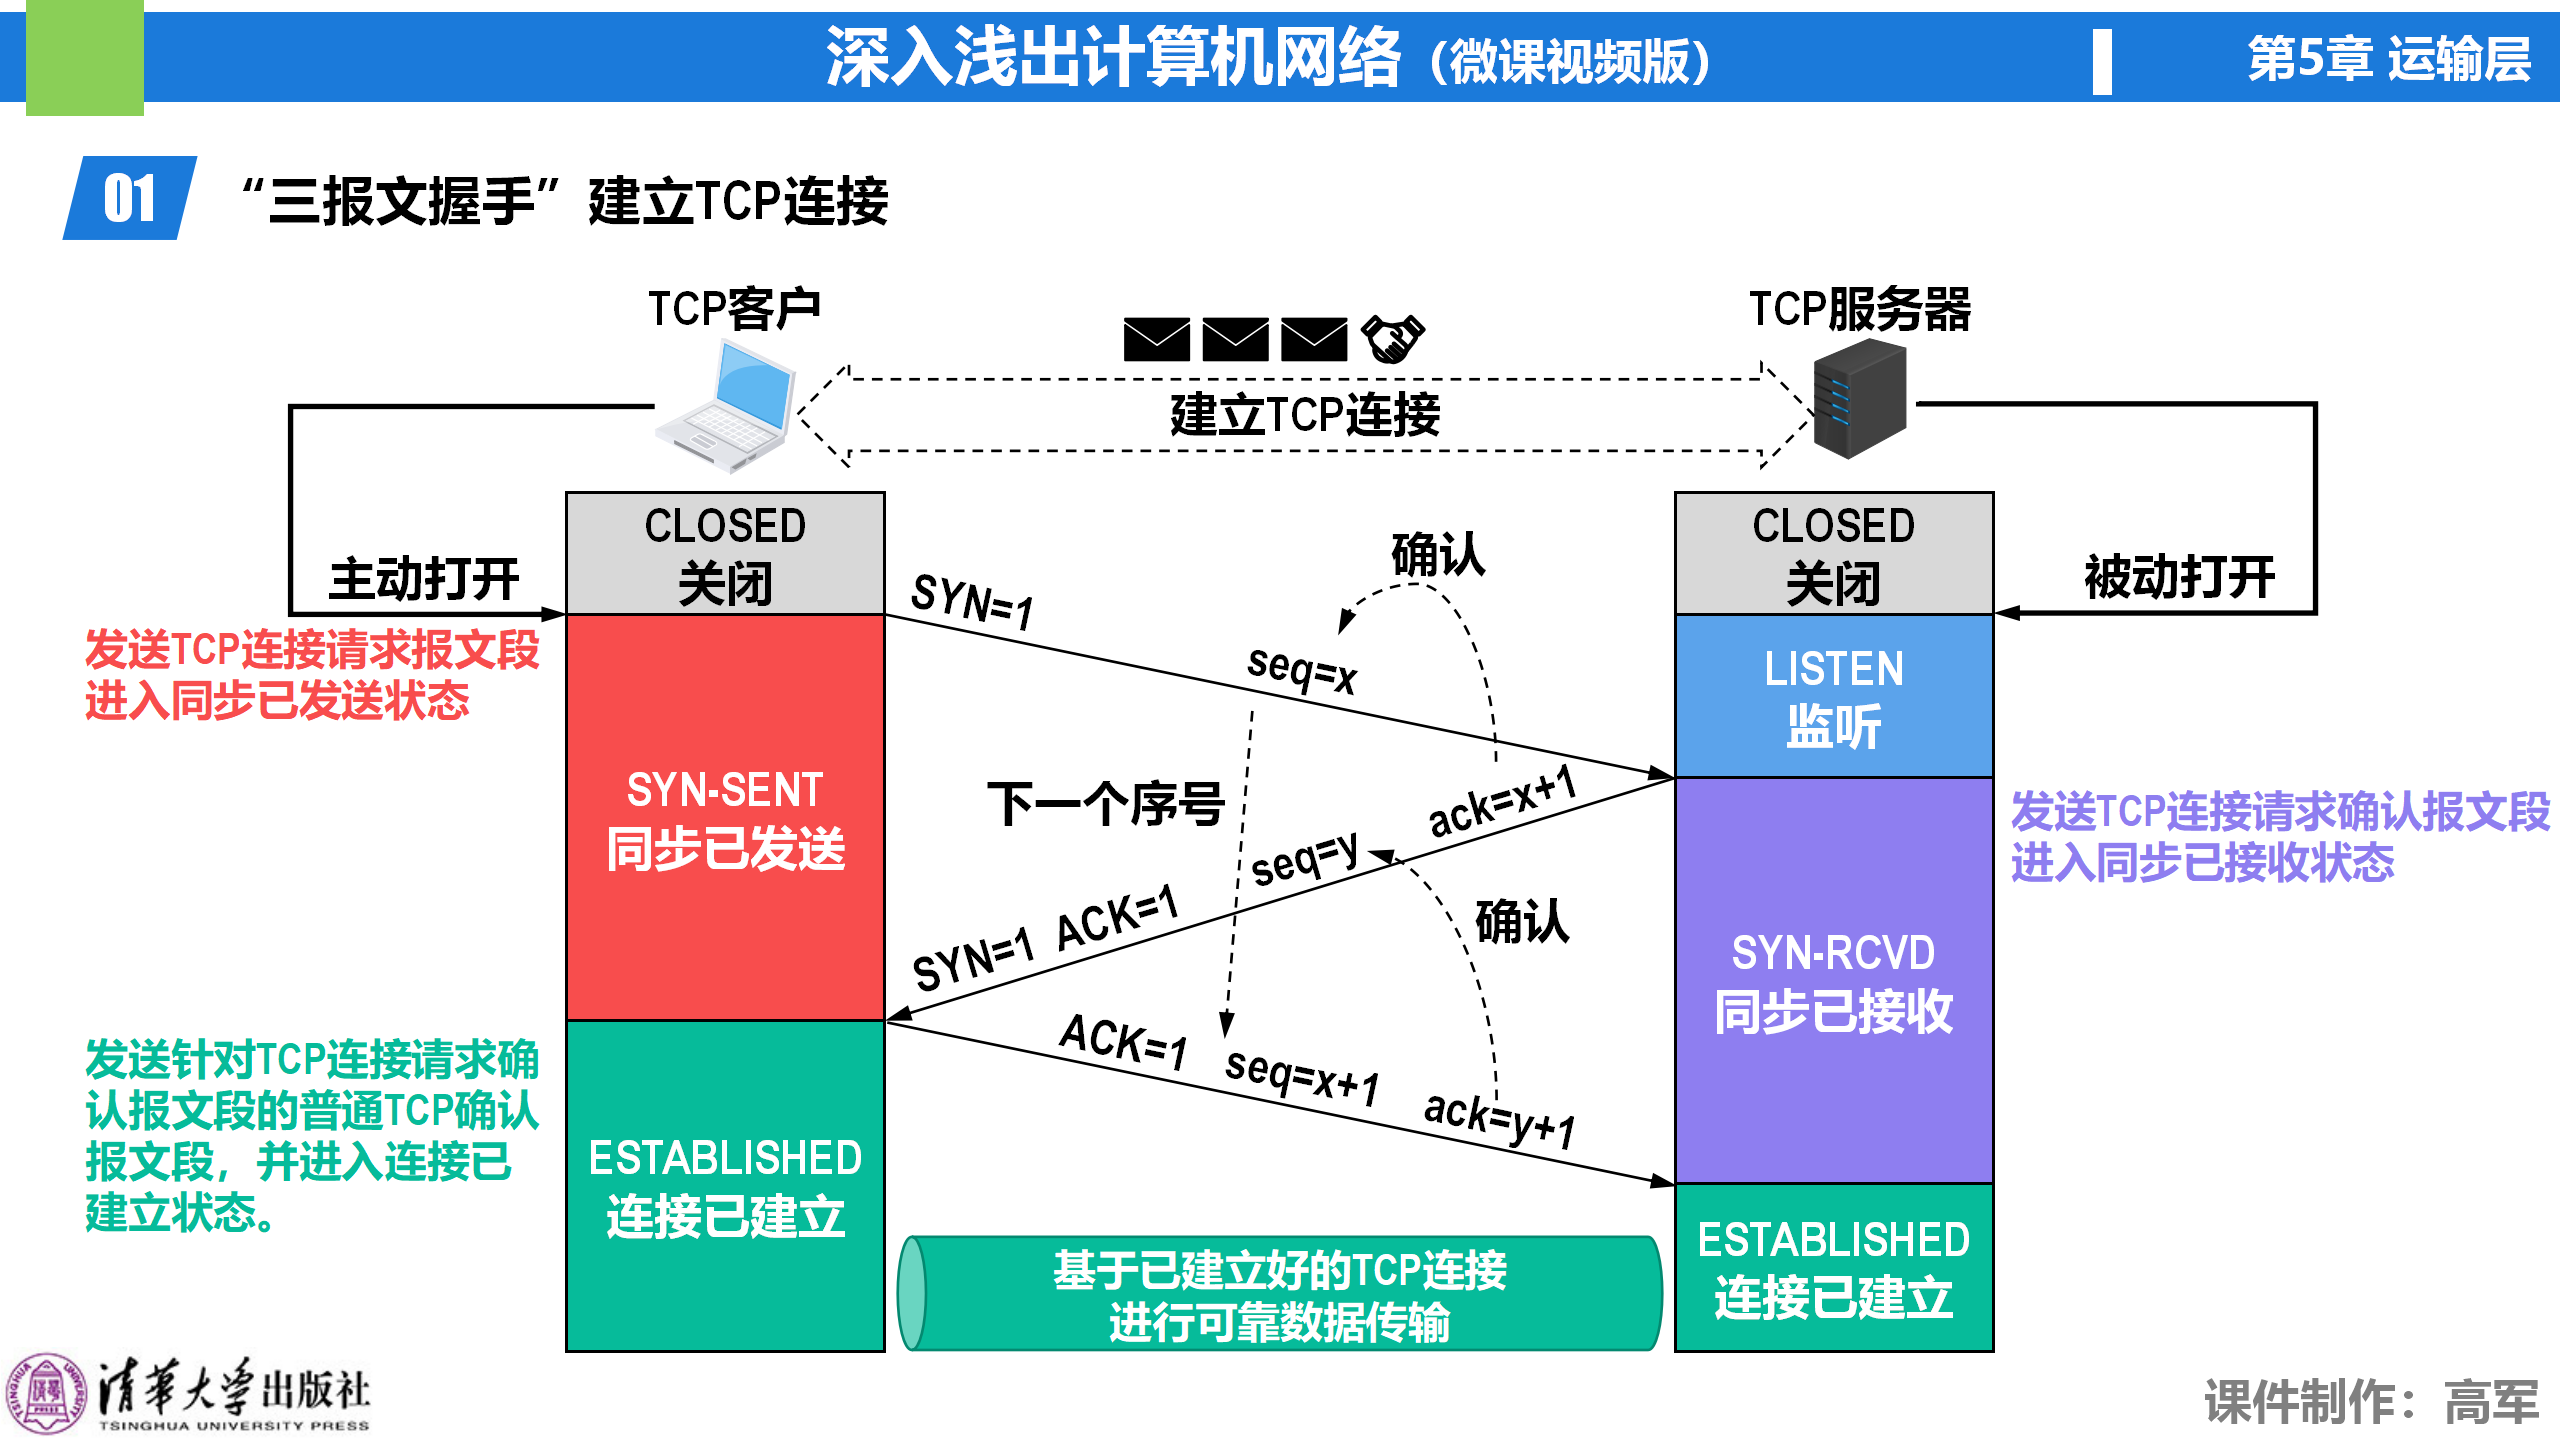 深入浅出计算机网络（微课视频版）
第5章 运输层
01
“三报文握手”建立TCP连接
TCP客户
TCP服务器
建立TCP连接
主动打开
被动打开
CLOSED
关闭
CLOSED
关闭
发送TCP连接请求报文段
进入同步已发送状态
SYN=1
seq=x
确认
LISTEN
监听
SYN-SENT
同步已发送
下一个序号
ack=x+1
seq=y
SYN=1 ACK=1
确认
发送TCP连接请求确认报文段
进入同步已接收状态
SYN-RCVD
同步已接收
发送针对TCP连接请求确
认报文段的普通TCP确认
报文段，并进入连接已
建立状态。
ACK=1
seq=x+1
ack=y+1
ESTABLISHED
连接已建立
ESTABLISHED
连接已建立
基于已建立好的TCP连接
进行可靠数据传输
清华大学出版社
TSINGHUA UNIVERSITY PRESS
课件制作：高军